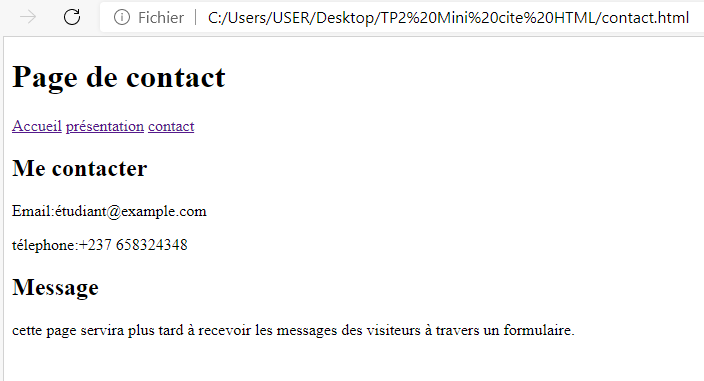 Fichier C:/Users/USER/Desktop/TP2%20Mini%20cite%20HTML/contact.html
Page de contact
Accueil présentation contact
Me contacter
Email:étudiant@example.com
télephone:+237 658324348
Message
cette page servira plus tard à recevoir les messages des visiteurs à travers un formulaire.